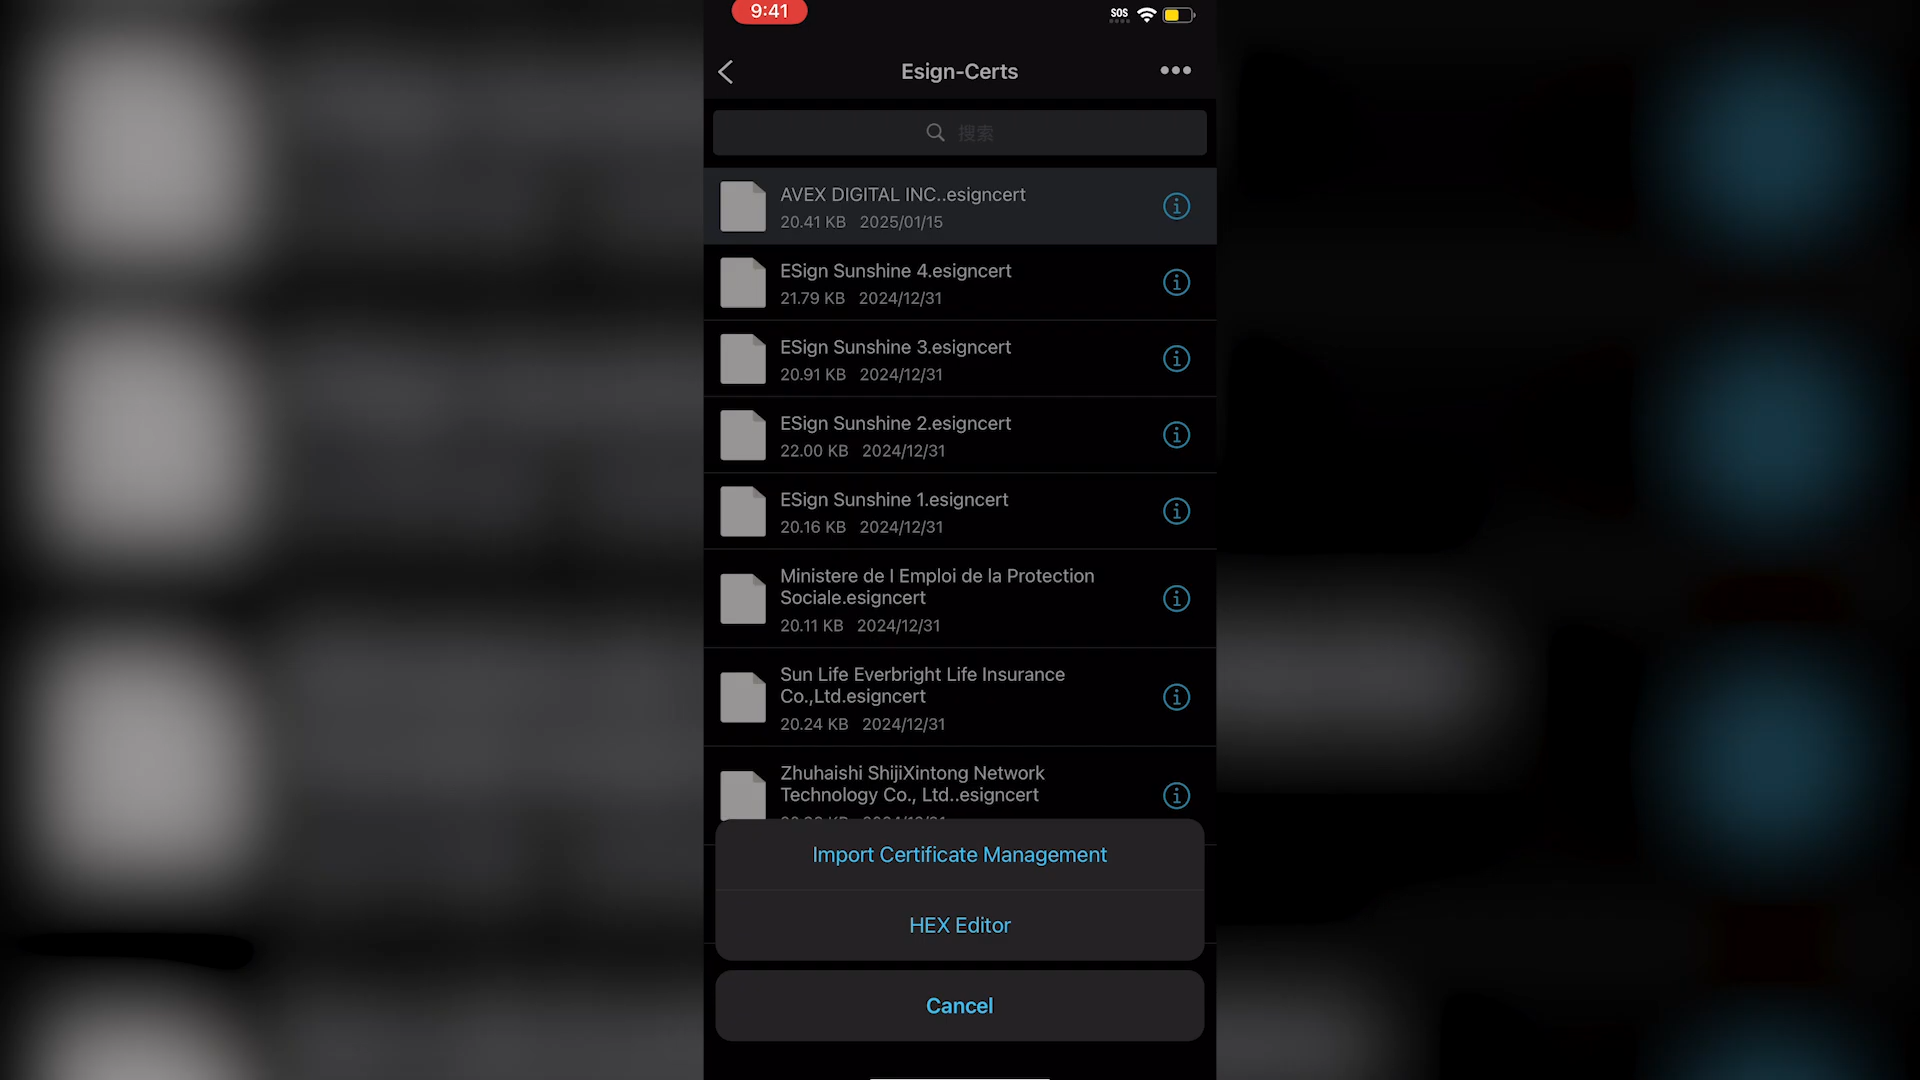 9:41
SOS
Esign-Certs
搜索
AVEX DIGITAL INC..esigncert
20.41 KB 2025/01/15
ESign Sunshine 4.esigncert
21.79 KB 2024/12/31
ESign Sunshine 3.esigncert
20.91 KB 2024/12/31
ESign Sunshine 2.esigncert
22.00 KB 2024/12/31
ESign Sunshine 1.esigncert
20.16 KB 2024/12/31
Ministere de I Emploi de la Protection
Sociale.esigncert
20.11 KB 2024/12/31
Sun Life Everbright Life Insurance
Co.,Ltd.esigncert
20.24 KB 2024/12/31
Zhuhaishi ShijiXintong Network
Technology Co., Ltd..esigncert
Import Certificate Management
HEX Editor
Cancel